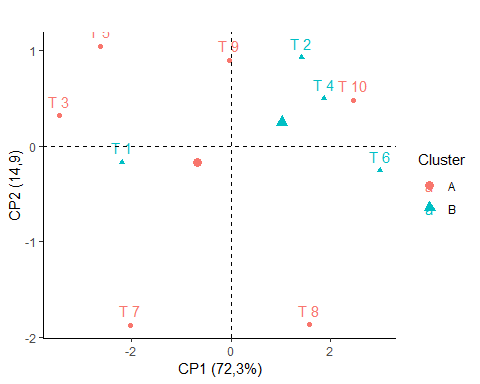 T 5
T 9
T 2
1
T 4
T 10
T 3
0
T 1
T 6
-1
T 7
T 8
-2
-2
0
2
CP1 (72,3%)
CP2 (14,9)
Cluster
a A
a B